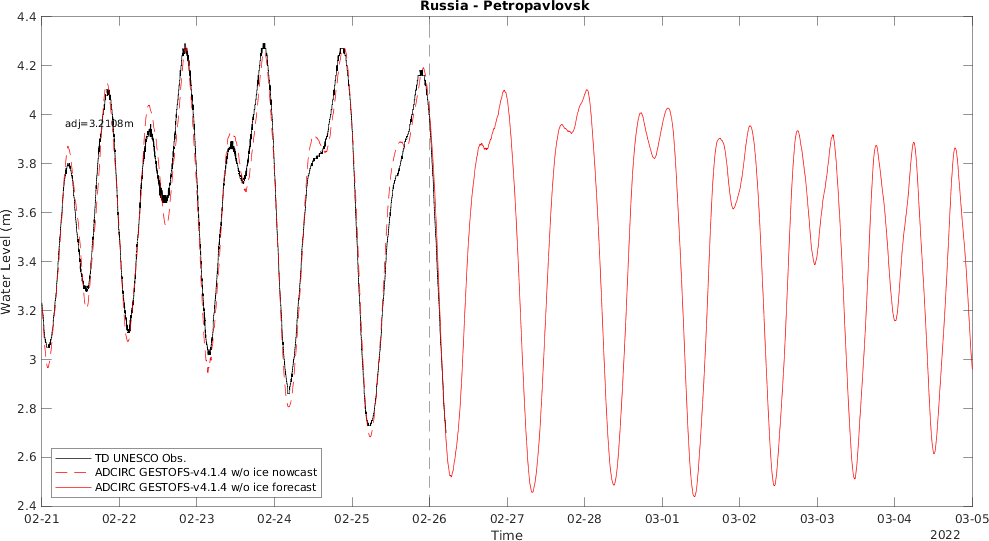 Russia - Petropavlovsk
4.4
4.2
4
3.8
3.6
3.4
3.2
3
2.8
2.6
2.4
Water Level (m)
adj=3.2108m
TD UNESCO Obs.
ADCIRC GESTOFS-v4.1.4 w/o ice nowcast
ADCIRC GESTOFS-v4.1.4 w/o ice forecast
02-21 02-22 02-23 02-24 02-25 02-26 02-27 02-28 03-01 03-02 03-03 03-04 03-05
Time
2022